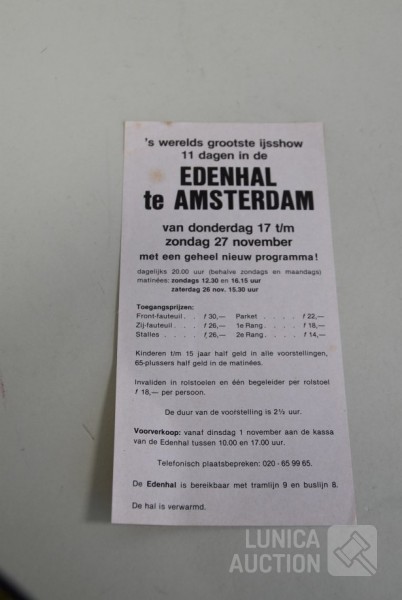 's werelds grootste ijsshow
11 dagen in de
EDENHAL
te AMSTERDAM
van donderdag 17 t/m
zondag 27 november
met een geheel nieuw programma!
dagelijks 20.00 uur (behalve zondags en maandags)
matinées: zondags 12.30 en 16.15 uur
zaterdag 26 nov. 15.30 uur
Toegangsprijzen:
Front-fauteuil . . f 30,— Parket . . . . f 22,—
Zij-fauteuil . . . f 26,— 1e Rang . . . f 18,—
Stalles . . . . f 26,— 2e Rang . . . f 14,—
Kinderen t/m 15 jaar half geld in alle voorstellingen,
65-plussers half geld in de matinées.
Invaliden in rolstoelen en één begeleider per rolstoel
f 18,— per persoon.
De duur van de voorstelling is 2½ uur.
Voorverkoop: vanaf dinsdag 1 november aan de kassa
van de Edenhal tussen 10.00 en 17.00 uur.
Telefonisch plaatsbepreken: 020 - 65 99 65.
De Edenhal is bereikbaar met tramlijn 9 en buslijn 8.
De hal is verwarmd.
LUNICA
AUCTION